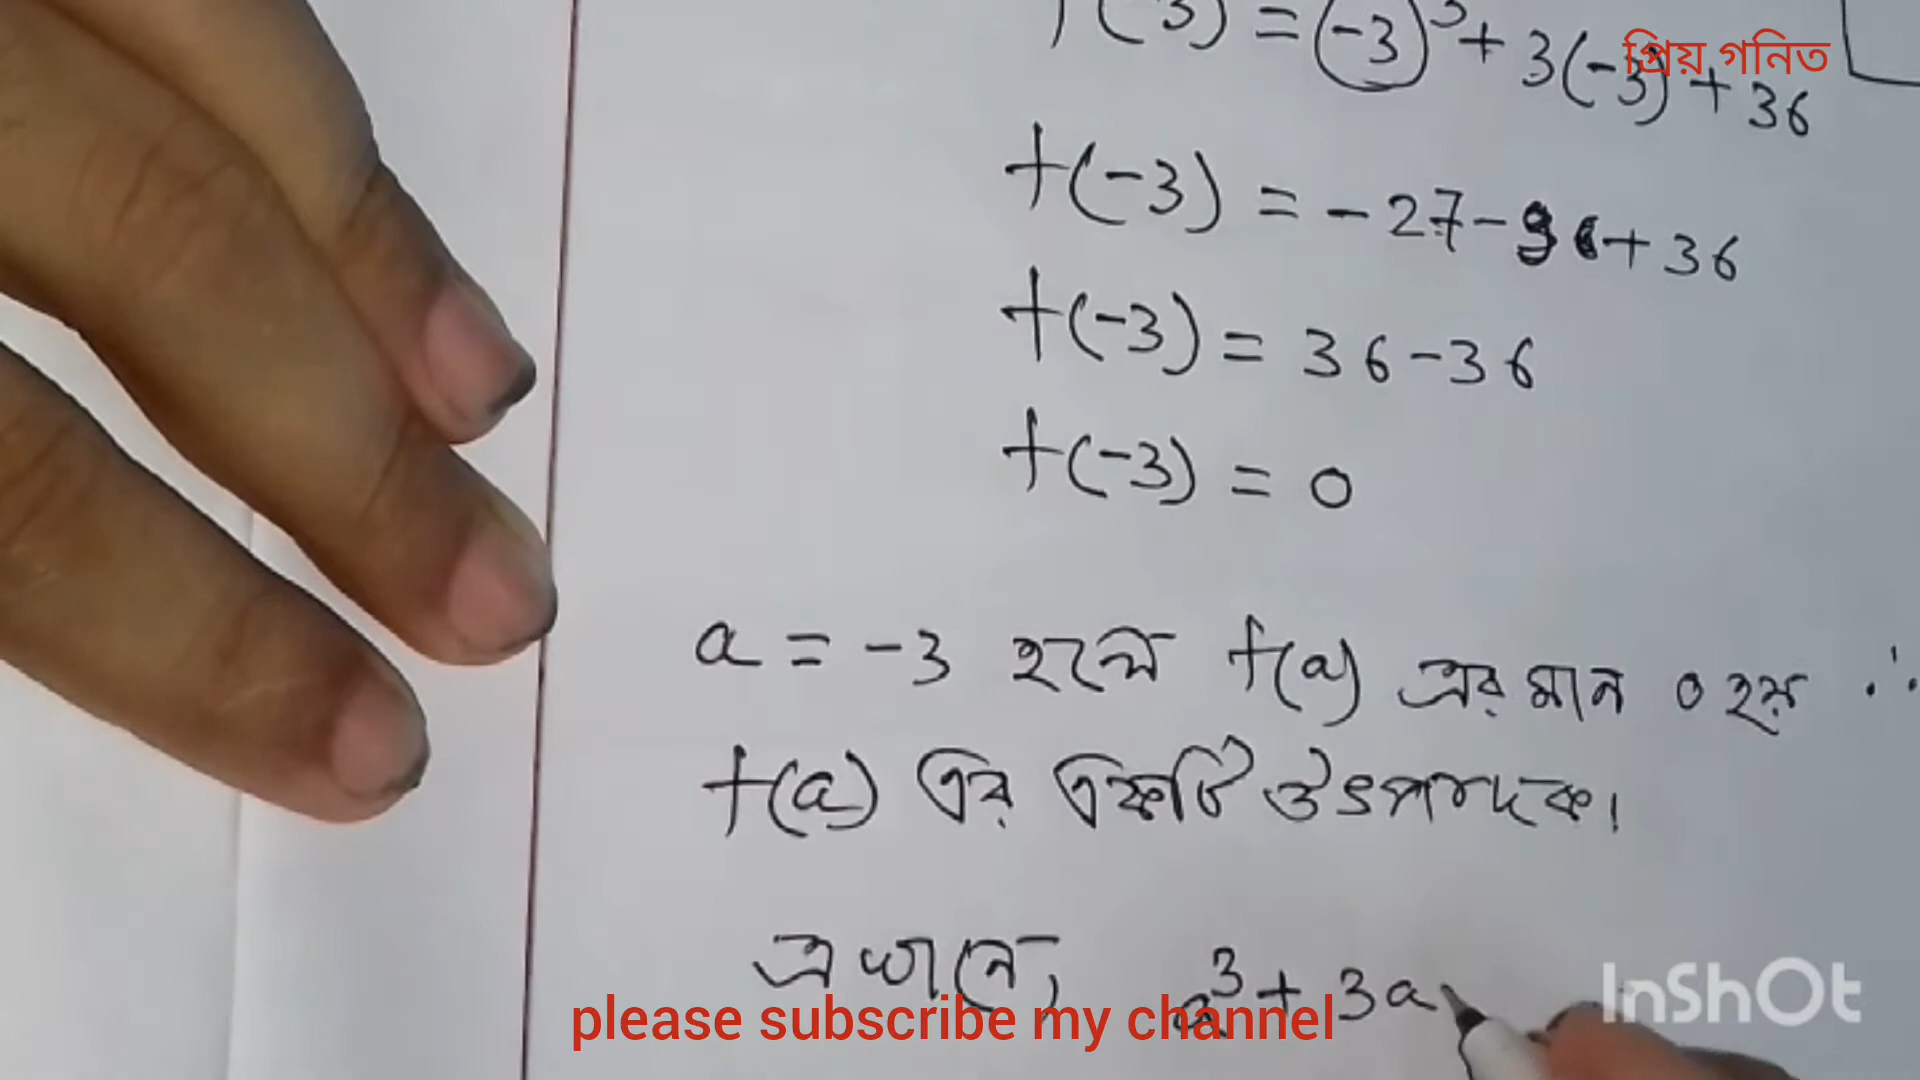 f(-3) = (-3)³ + 3(-3) + 36
প্রিয় গনিত
f(-3) = -27-9 + 36
f(-3) = 36-36
f(-3) = 0
a = -3 হলে f(a) এর মান 0 হয় ∴
f(a) এর একটি উৎপাদক।
এখানে, a³ + 3a
please subscribe my channel
InShOt